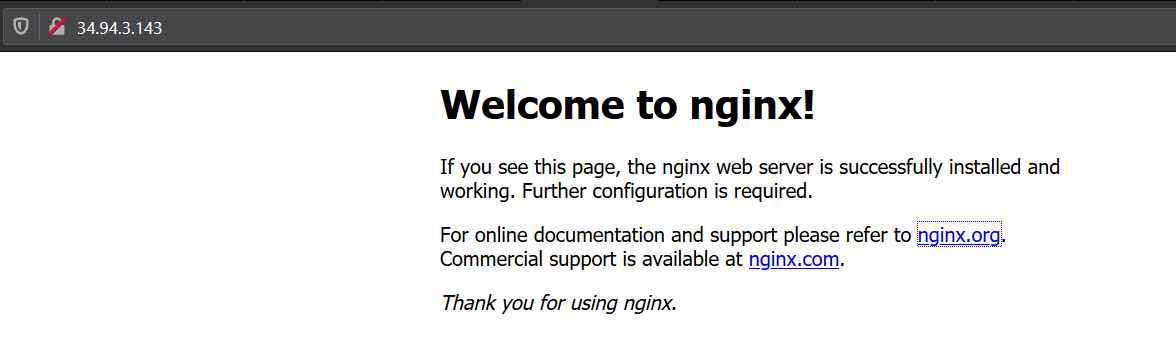 34.94.3.143
Welcome to nginx!
If you see this page, the nginx web server is successfully installed and
working. Further configuration is required.
For online documentation and support please refer to nginx.org.
Commercial support is available at nginx.com.
Thank you for using nginx.